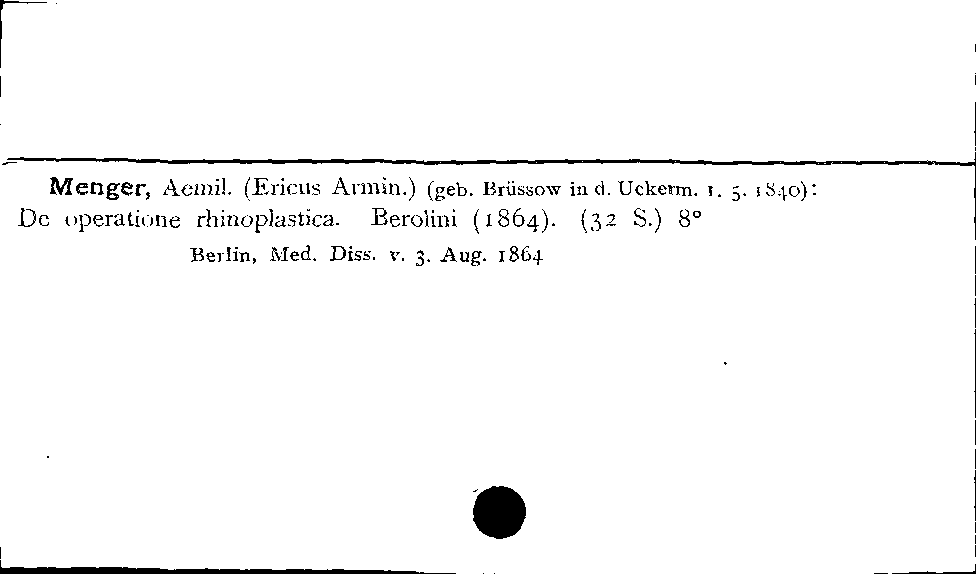 Menger, Aemil. (Ericus Armin.) (geb. Brüssow in d. Uckerm. 1. 5. 1840):
De operatione rhinoplastica. Berolini (1864). (32 S.) 8°
Berlin, Med. Diss. v. 3. Aug. 1864